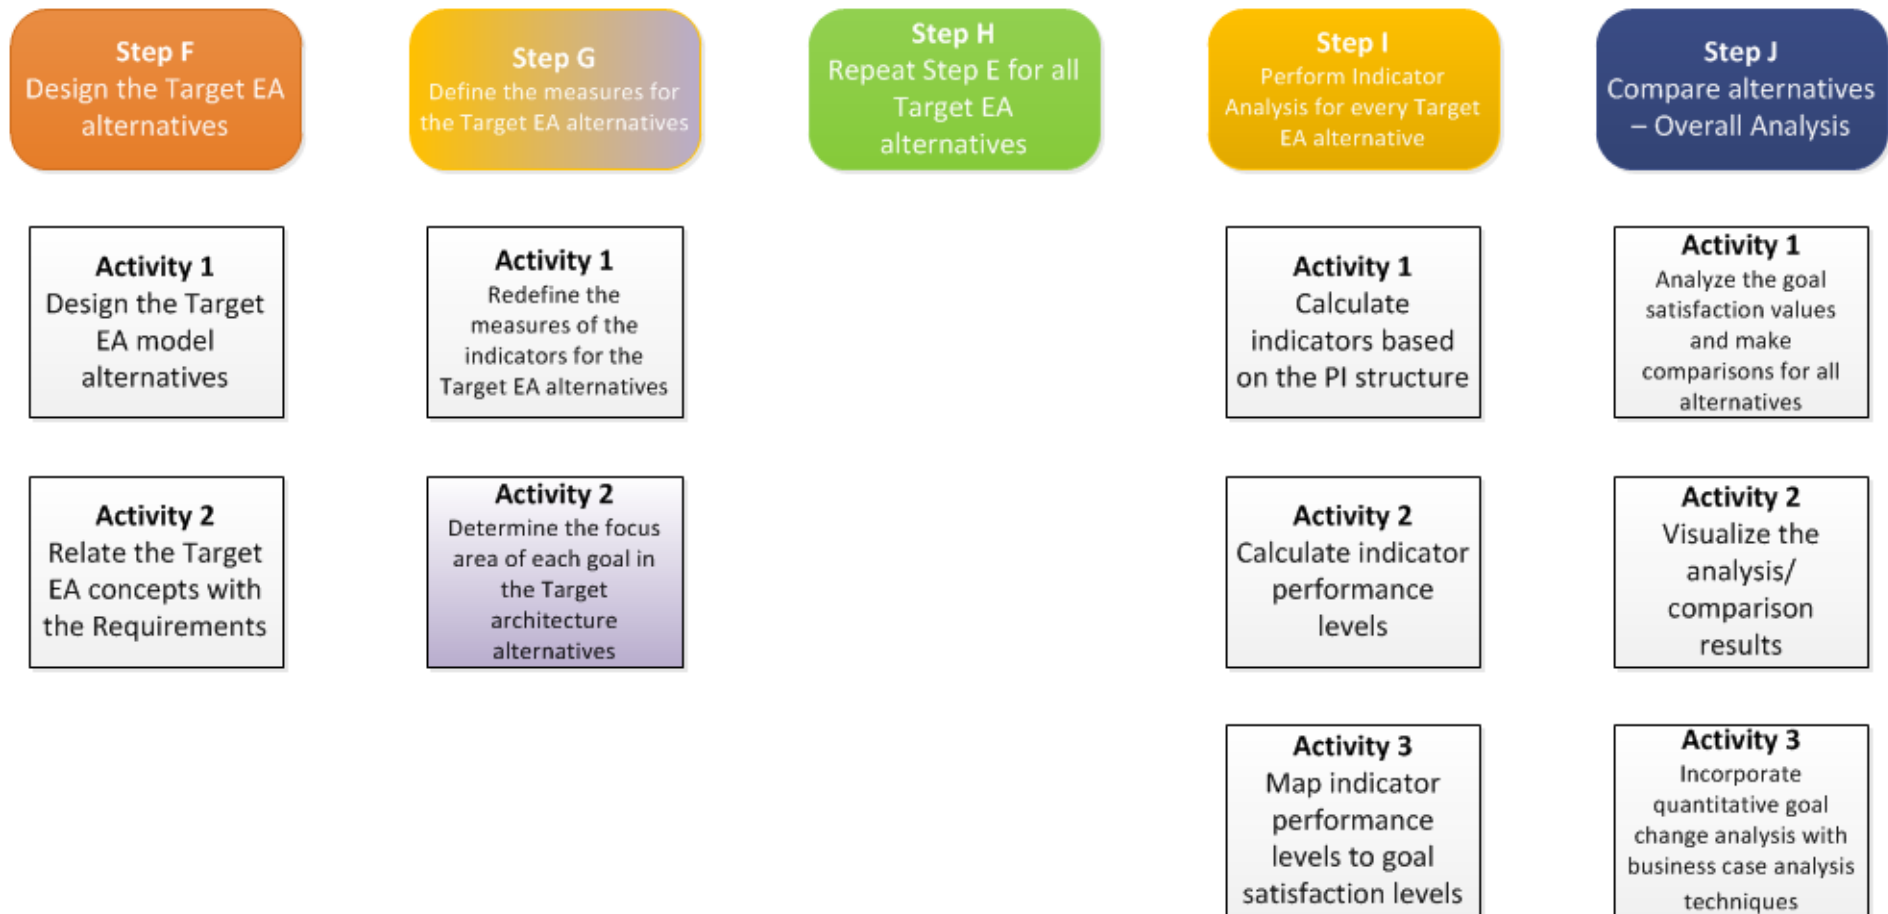 Step F
Design the Target EA
alternatives
Step G
Define the measures for
the Target EA alternatives
Step H
Repeat Step E for all
Target EA
alternatives
Step I
Perform Indicator
Analysis for every Target
EA alternative
Step J
Compare alternatives
– Overall Analysis
Activity 1
Design the Target
EA model
alternatives
Activity 1
Redefine the
measures of the
indicators for the
Target EA alternatives
Activity 1
Calculate
indicators based
on the PI structure
Activity 1
Analyze the goal
satisfaction values
and make
comparisons for all
alternatives
Activity 2
Relate the Target
EA concepts with
the Requirements
Activity 2
Determine the focus
area of each goal in
the Target
architecture
alternatives
Activity 2
Calculate indicator
performance
levels
Activity 2
Visualize the
analysis/
comparison
results
Activity 3
Map indicator
performance
levels to goal
satisfaction levels
Activity 3
Incorporate
quantitative goal
change analysis with
business case analysis
techniques